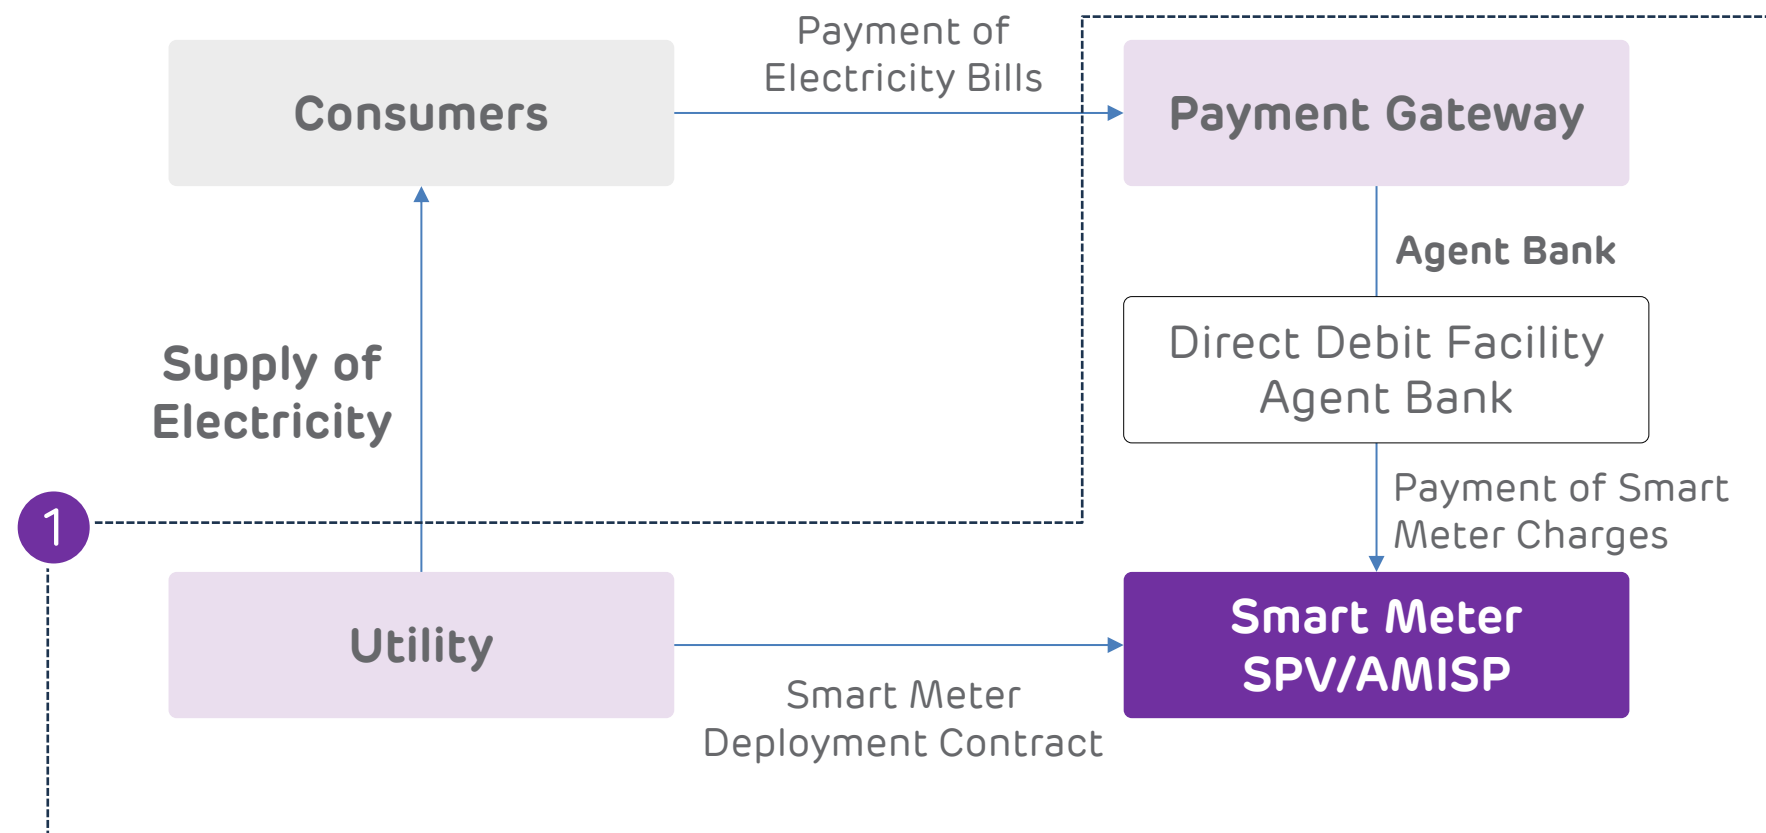 Payment of
Electricity Bills
Consumers
Payment Gateway
Agent Bank
Direct Debit Facility
Agent Bank
Supply of
Electricity
Payment of Smart
Meter Charges
1
Utility
Smart Meter
SPV/AMISP
Smart Meter
Deployment Contract